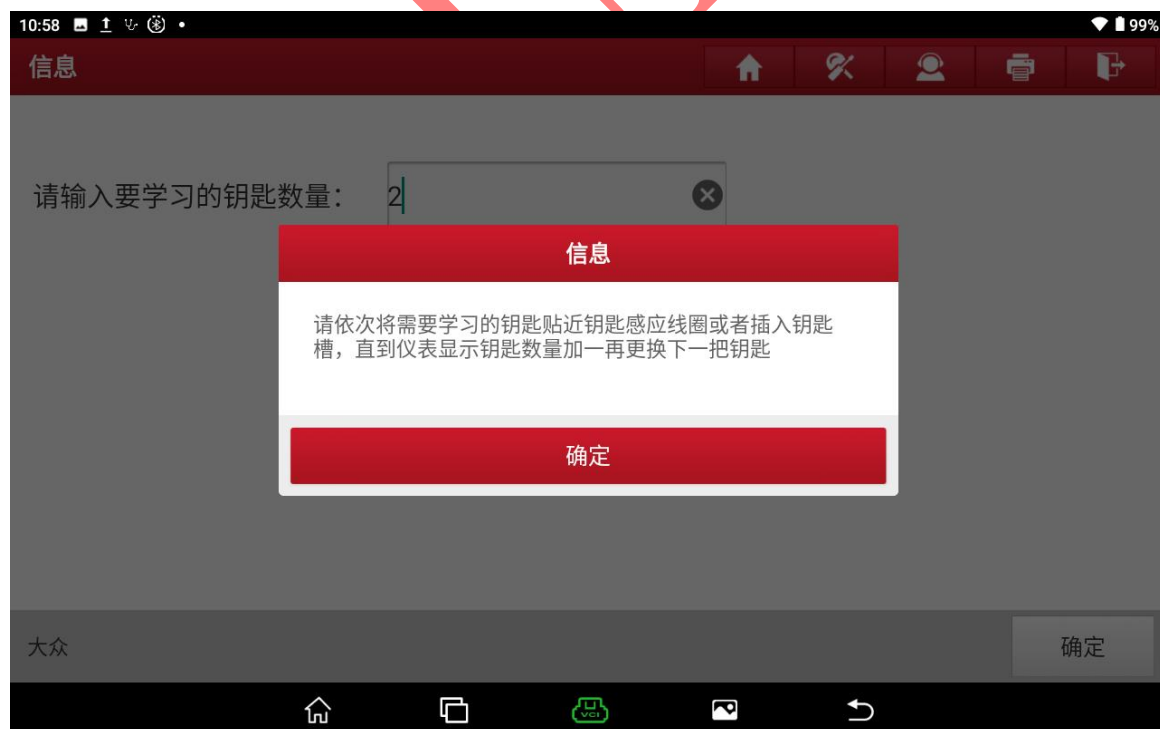 10:58
99%
信息
请输入要学习的钥匙数量：
2
信息
请依次将需要学习的钥匙贴近钥匙感应线圈或者插入钥匙
槽，直到仪表显示钥匙数量加一再更换下一把钥匙
确定
大众
确定
VCI